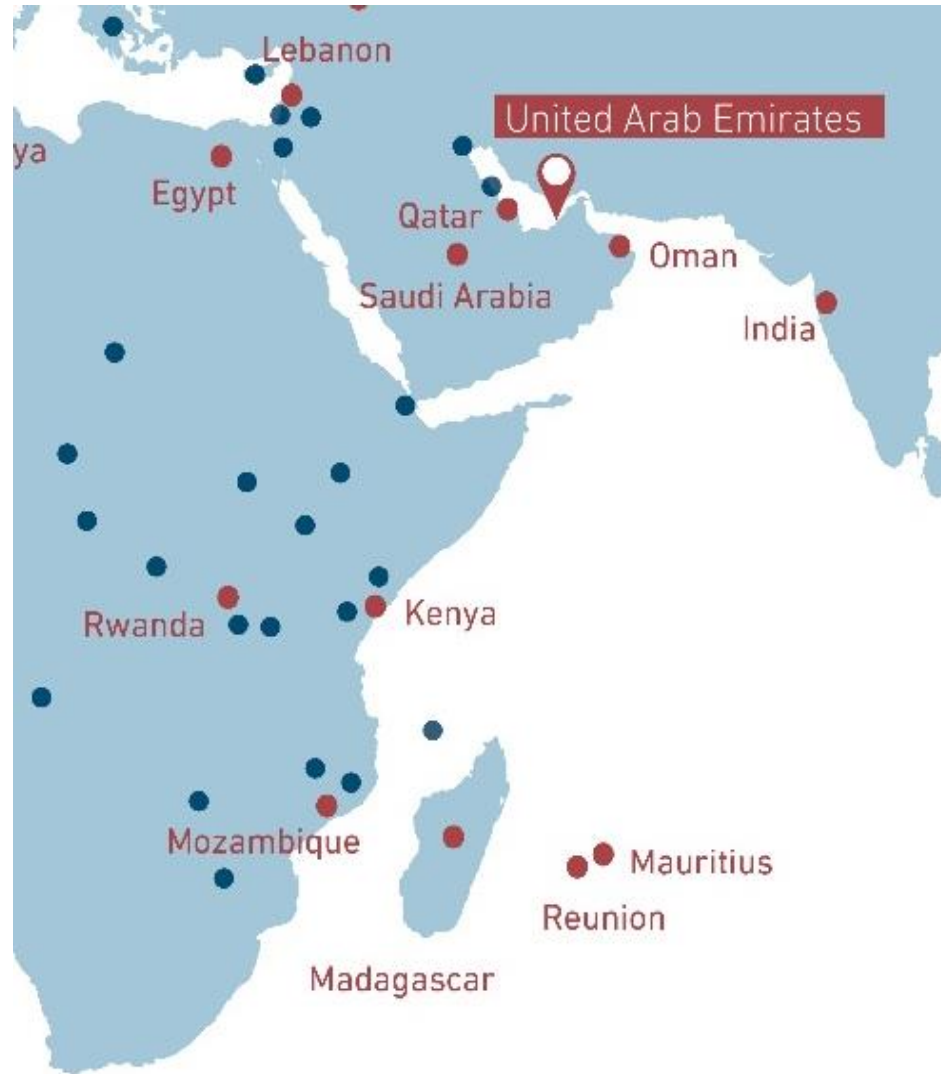 Lebanon
United Arab Emirates
ya
Egypt
Qatar
Oman
Saudi Arabia
India
Rwanda
Kenya
Mozambique
Mauritius
Reunion
Madagascar